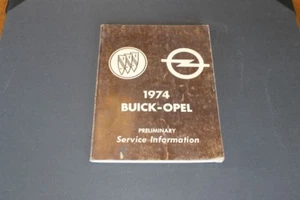 1974
BUICK-OPEL
PRELIMINARY
Service Information